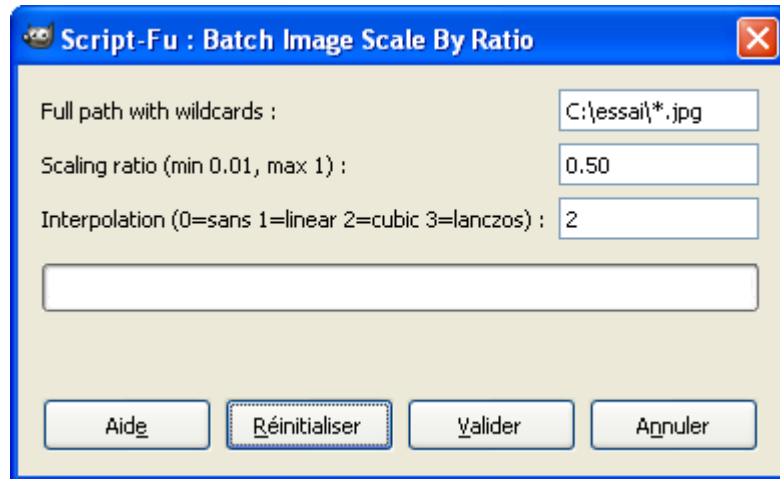 Script-Fu : Batch Image Scale By Ratio
Full path with wildcards : C:\essai\*.jpg
Scaling ratio (min 0.01, max 1) : 0.50
Interpolation (0=sans 1=linear 2=cubic 3=lanczos) : 2
Aide Réinitialiser Valider Annuler